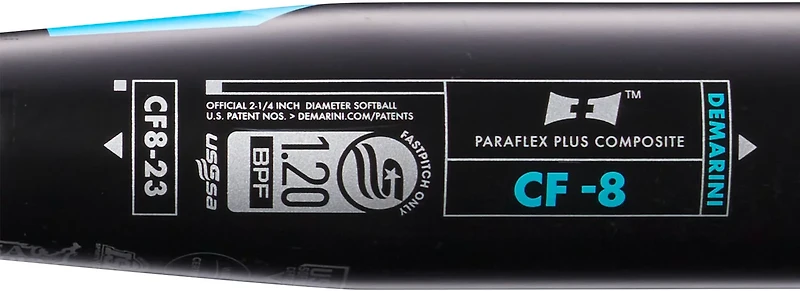 CF8-23
OFFICIAL 2-1/4 INCH DIAMETER SOFTBALL
U.S. PATENT NOS. > DEMARINI.COM/PATENTS
USSSA
1.20
BPF
FASTPITCH ONLY
TM
PARAFLEX PLUS COMPOSITE
CF -8
DEMARINI